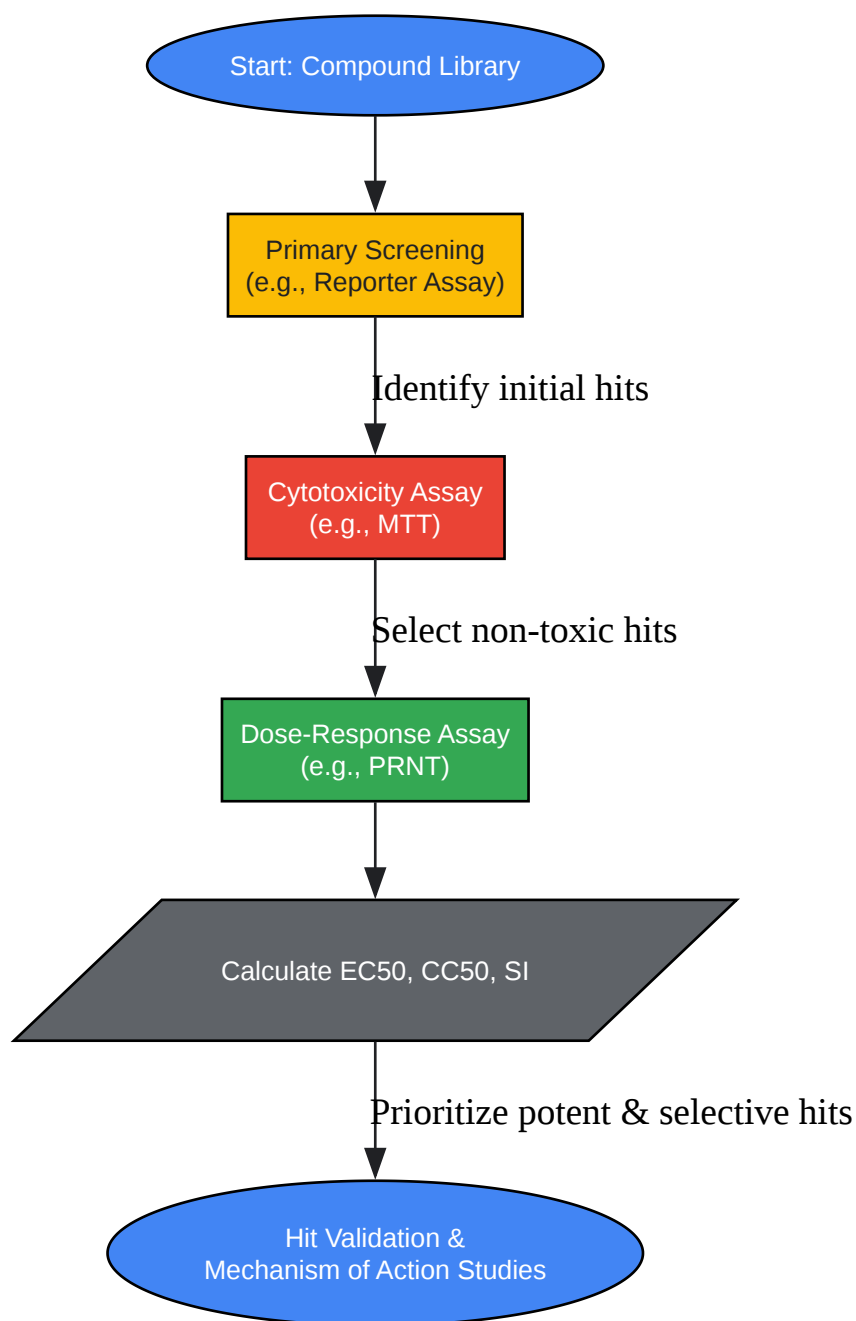 Start: Compound Library
Primary Screening
(e.g., Reporter Assay)
Identify initial hits
Cytotoxicity Assay
(e.g., MTT)
Select non-toxic hits
Dose-Response Assay
(e.g., PRNT)
Calculate EC50, CC50, SI
Prioritize potent & selective hits
Hit Validation &
Mechanism of Action Studies